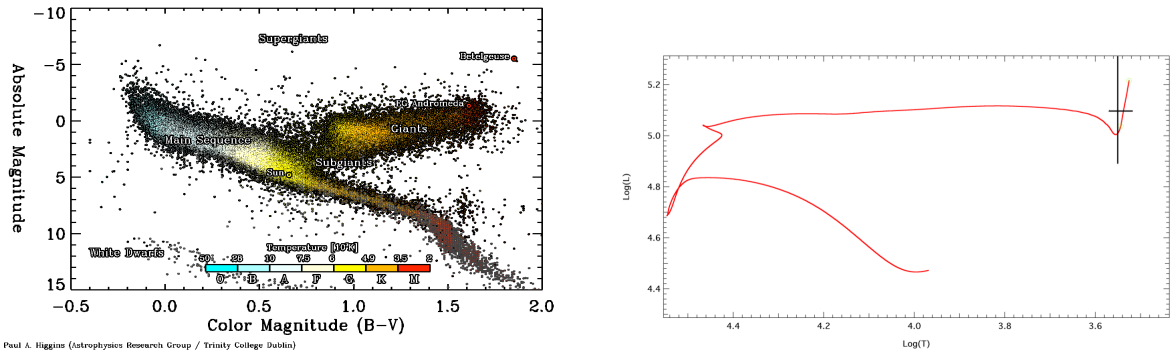 -10
-5
0
5
10
15
Absolute Magnitude
Supergiants
Betelgeuse
FG Andromeda
Giants
Main Sequence
Subgiants
Sun
White Dwarfs
Temperature [10³K]
50 28 10 7.5 6 4.9 3.5 2
O B A F G K M
-0.5 0.0 0.5 1.0 1.5 2.0
Color Magnitude (B-V)
Paul A. Higgins (Astrophysics Research Group / Trinity College Dublin)
5.2
5.0
4.8
4.6
4.4
Log(L)
4.4 4.2 4.0 3.8 3.6
Log(T)